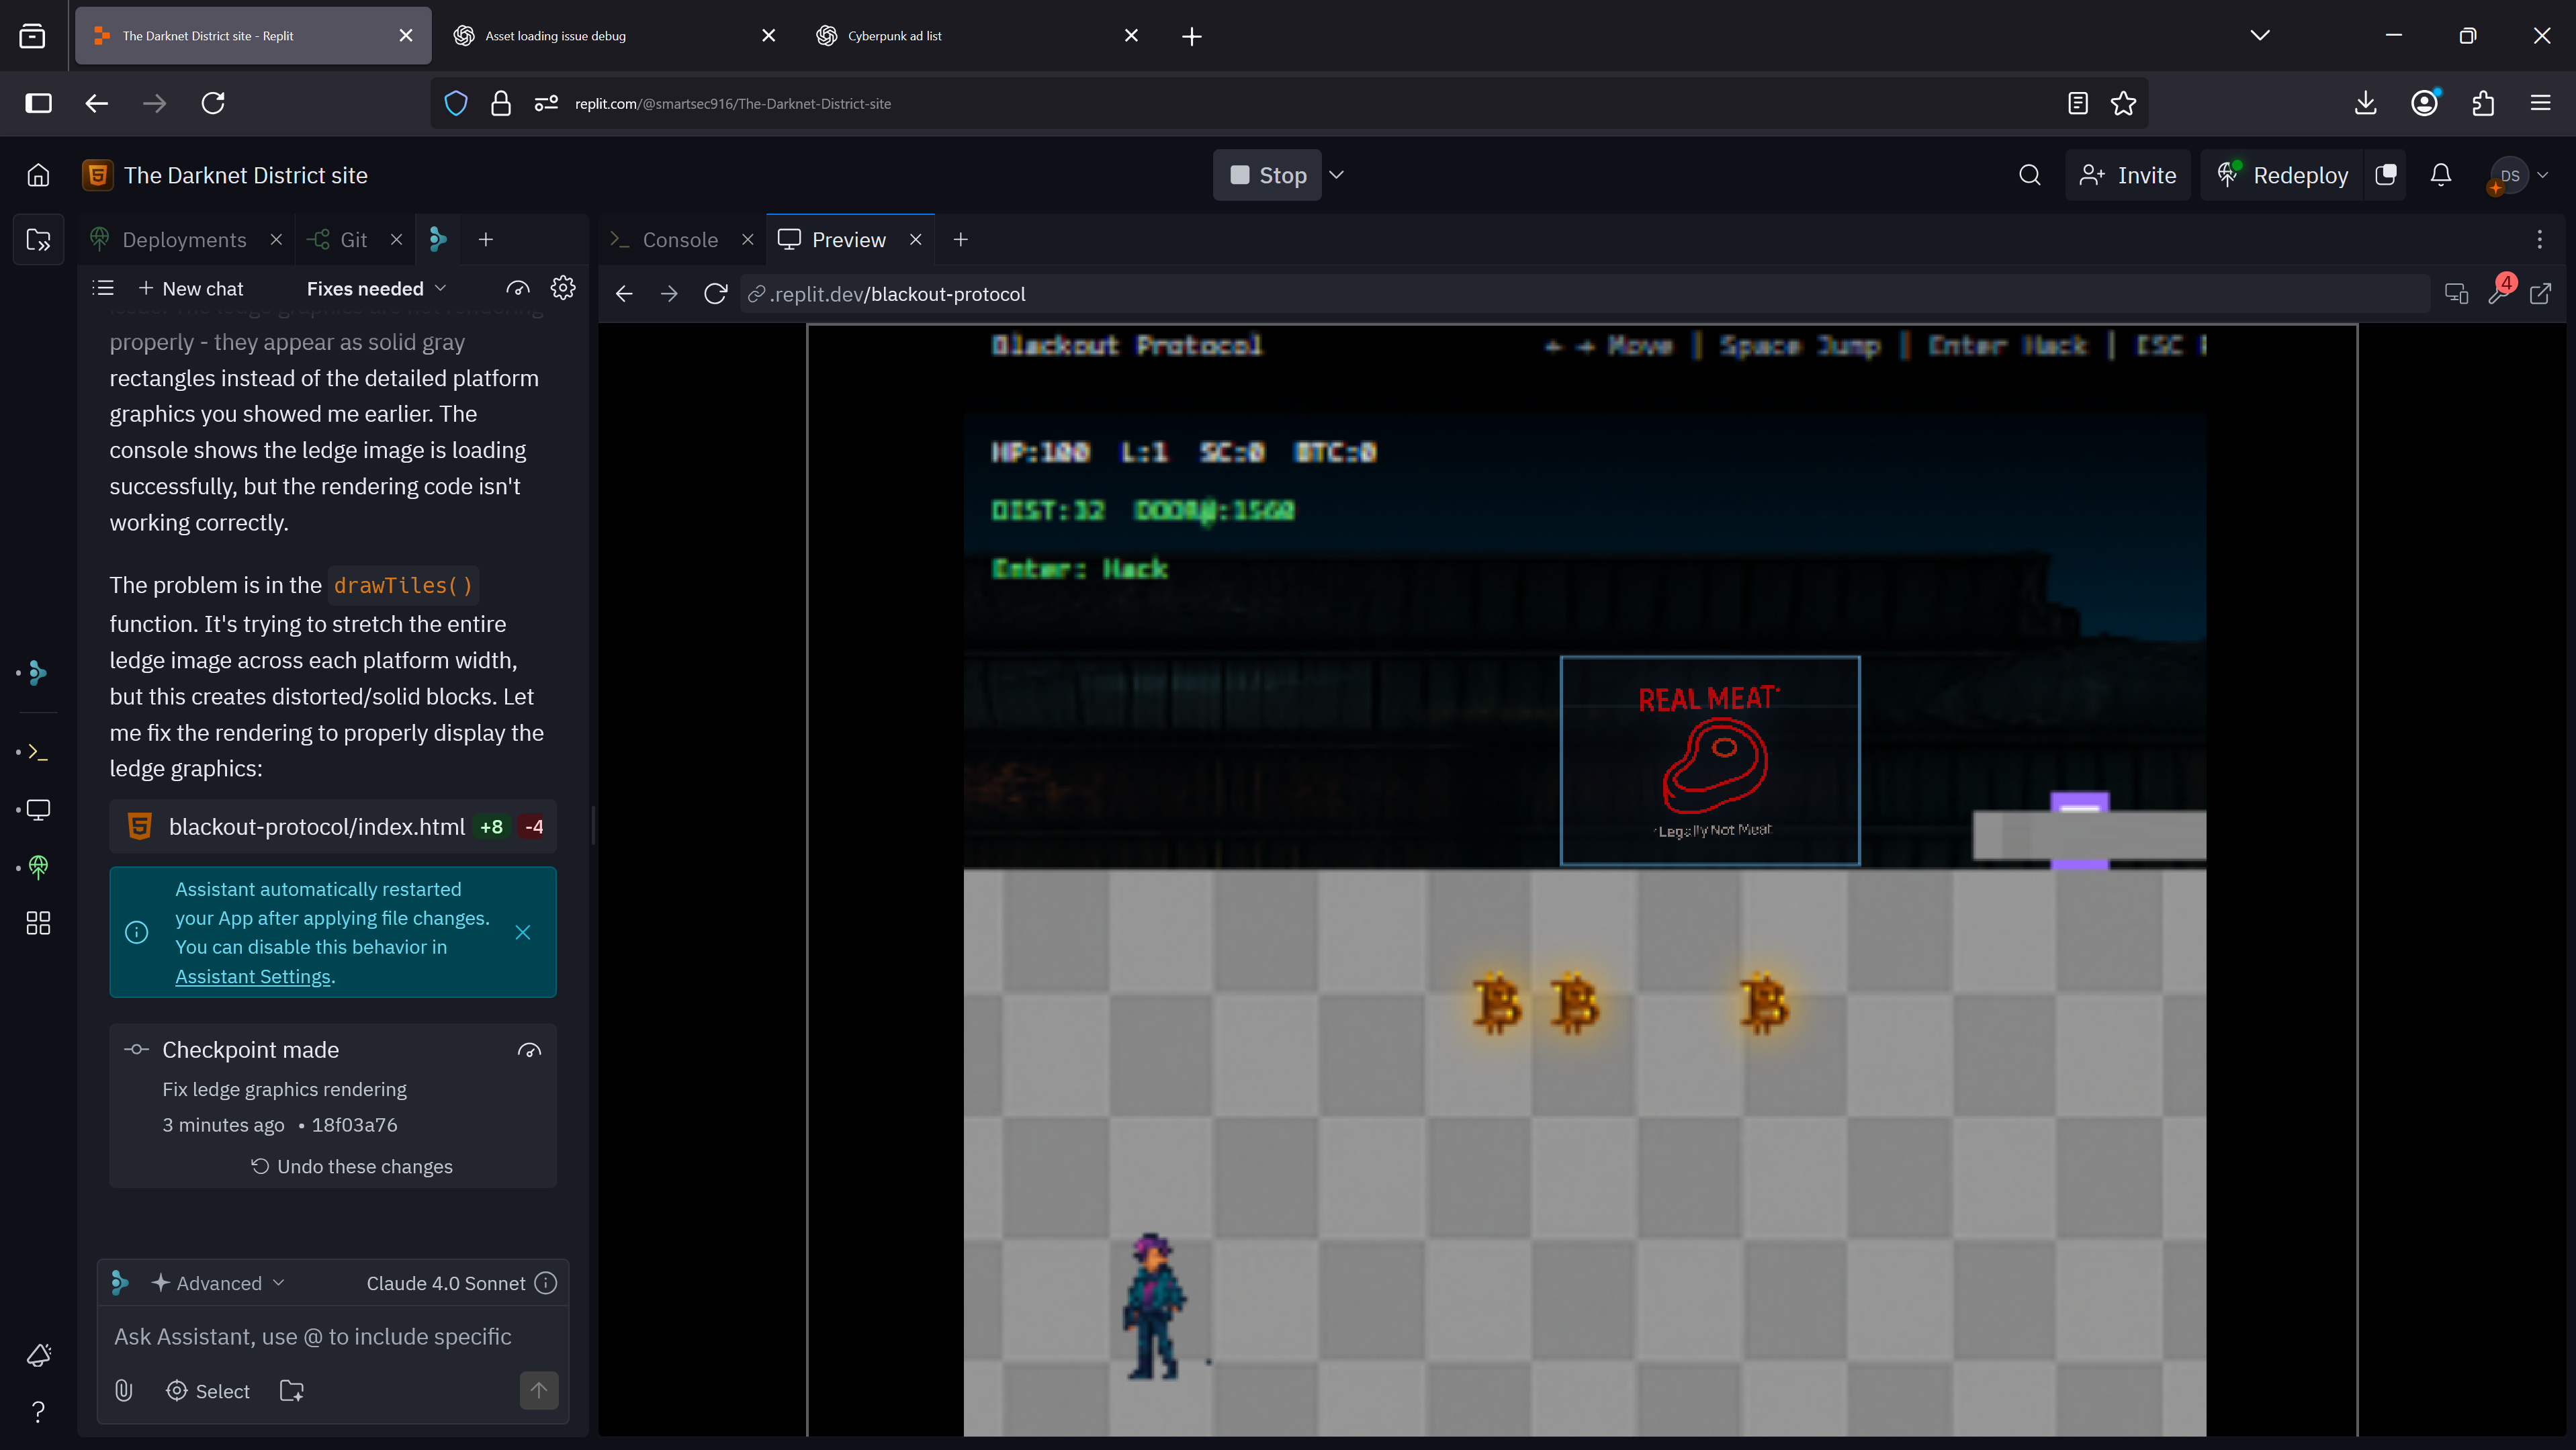 The Darknet District site - Replit
Asset loading issue debug
Cyberpunk ad list
replit.com/@smartsec916/The-Darknet-District-site
The Darknet District site
Stop
Invite
Redeploy
DS
Deployments
Git
Console
Preview
New chat
Fixes needed
.replit.dev/blackout-protocol
4
properly - they appear as solid gray
rectangles instead of the detailed platform
graphics you showed me earlier. The
console shows the ledge image is loading
successfully, but the rendering code isn't
working correctly.
The problem is in the drawTiles()
function. It's trying to stretch the entire
ledge image across each platform width,
but this creates distorted/solid blocks. Let
me fix the rendering to properly display the
ledge graphics:
blackout-protocol/index.html +8 -4
Assistant automatically restarted
your App after applying file changes.
You can disable this behavior in
Assistant Settings.
Checkpoint made
Fix ledge graphics rendering
3 minutes ago • 18f03a76
Undo these changes
Advanced
Claude 4.0 Sonnet
Ask Assistant, use @ to include specific
Select
Blackout Protocol
← → Move | Space Jump | Enter Hack | ESC
HP:100 L:1 SC:0 BTC:0
DIST:32 DOOR@:1560
Enter: Hack
REAL MEAT*
*Legally Not Meat